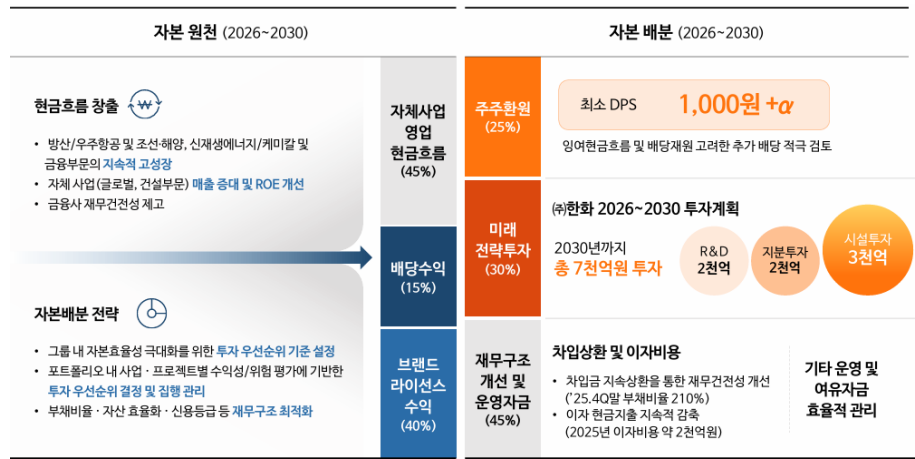 자본 원천 (2026~2030)
현금흐름 창출
• 방산/우주항공 및 조선·해양, 신재생에너지/케미칼 및
금융부문의 지속적 고성장
• 자체 사업(글로벌, 건설부문) 매출 증대 및 ROE 개선
• 금융사 재무건전성 제고
자본배분 전략
• 그룹 내 자본효율성 극대화를 위한 투자 우선순위 기준 설정
• 포트폴리오 내 사업 · 프로젝트별 수익성/위험 평가에 기반한
투자 우선순위 결정 및 집행 관리
• 부채비율 · 자산 효율화 · 신용등급 등 재무구조 최적화
자체사업
영업
현금흐름
(45%)
배당수익
(15%)
브랜드
라이선스
수익
(40%)
자본 배분 (2026~2030)
주주환원
(25%)
최소 DPS 1,000원 +α
잉여현금흐름 및 배당재원 고려한 추가 배당 적극 검토
미래
전략투자
(30%)
㈜한화 2026~2030 투자계획
2030년까지
총 7천억원 투자
R&D
2천억
지분투자
2천억
시설투자
3천억
재무구조
개선 및
운영자금
(45%)
차입상환 및 이자비용
• 차입금 지속상환을 통한 재무건전성 개선
('25.4Q말 부채비율 210%)
• 이자 현금지출 지속적 감축
(2025년 이자비용 약 2천억원)
기타 운영 및
여유자금
효율적 관리